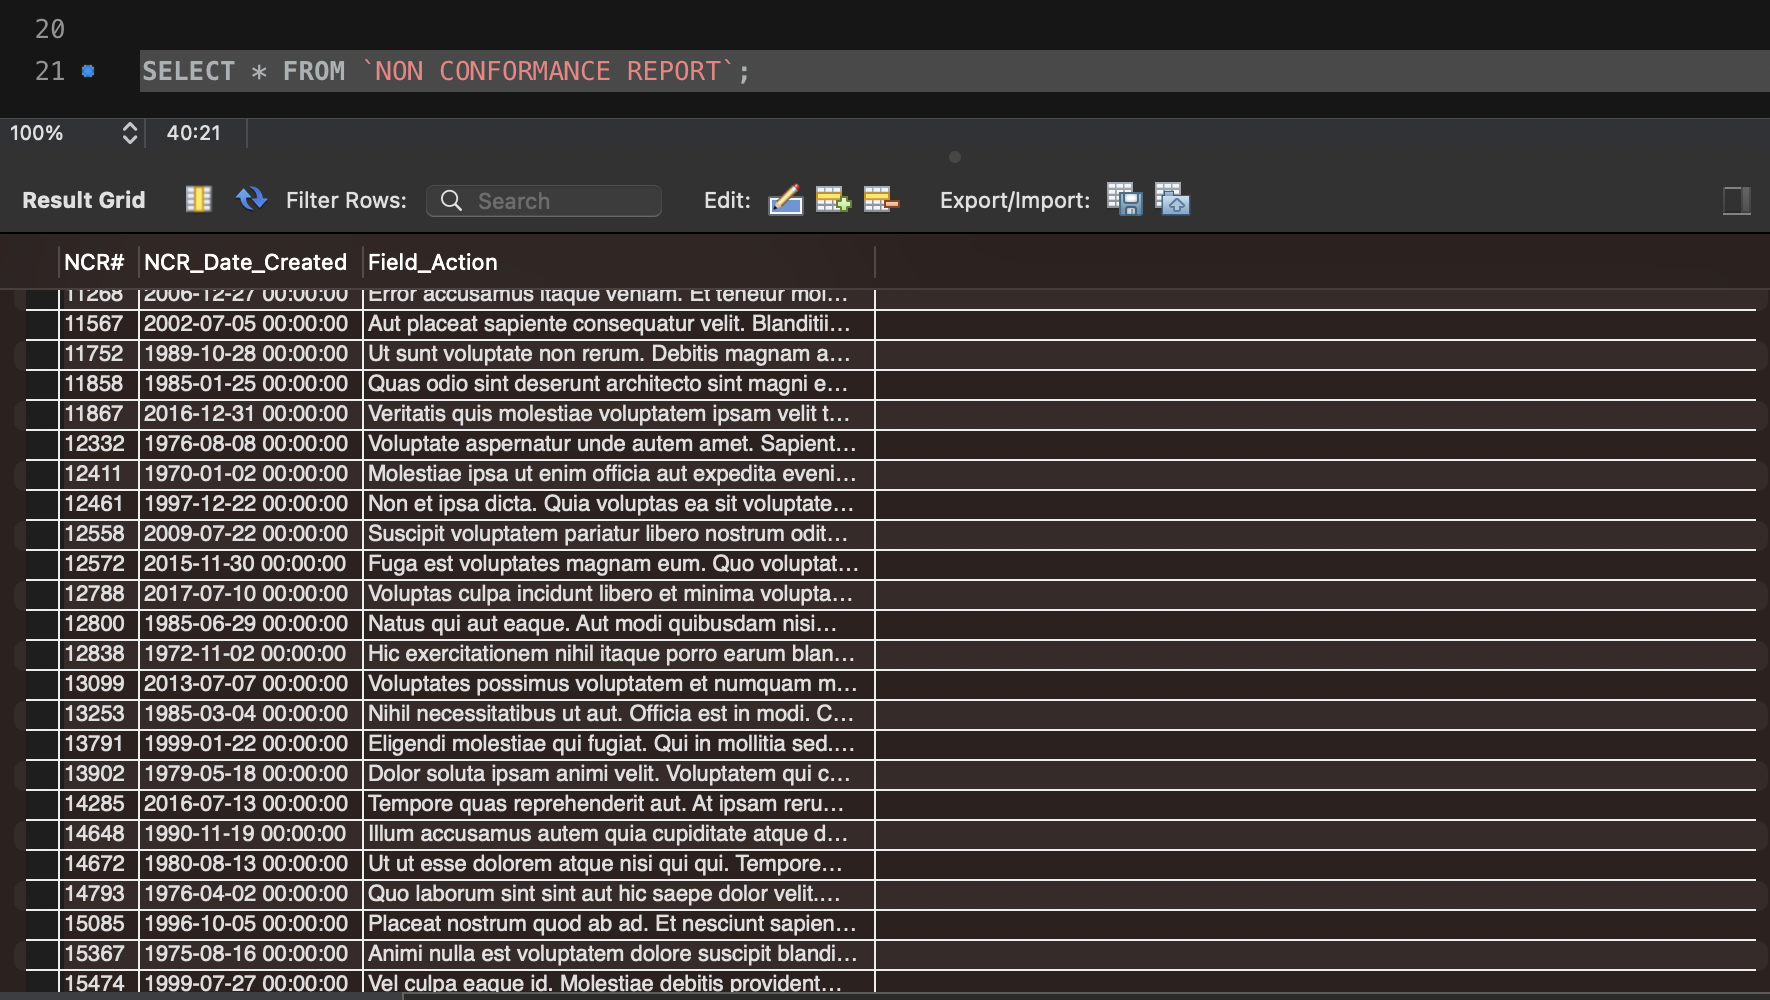 20
21 SELECT * FROM `NON CONFORMANCE REPORT`;
100% 40:21
Result Grid Filter Rows: Search Edit: Export/Import:
NCR# NCR_Date_Created Field_Action
11268 2006-12-27 00:00:00 Error accusamus itaque veniam. Et tenetur mol...
11567 2002-07-05 00:00:00 Aut placeat sapiente consequatur velit. Blanditii...
11752 1989-10-28 00:00:00 Ut sunt voluptate non rerum. Debitis magnam a...
11858 1985-01-25 00:00:00 Quas odio sint deserunt architecto sint magni e...
11867 2016-12-31 00:00:00 Veritatis quis molestiae voluptatem ipsam velit t...
12332 1976-08-08 00:00:00 Voluptate aspernatur unde autem amet. Sapient...
12411 1970-01-02 00:00:00 Molestiae ipsa ut enim officia aut expedita eveni...
12461 1997-12-22 00:00:00 Non et ipsa dicta. Quia voluptas ea sit voluptate...
12558 2009-07-22 00:00:00 Suscipit voluptatem pariatur libero nostrum odit...
12572 2015-11-30 00:00:00 Fuga est voluptates magnam eum. Quo voluptat...
12788 2017-07-10 00:00:00 Voluptas culpa incidunt libero et minima volupta...
12800 1985-06-29 00:00:00 Natus qui aut eaque. Aut modi quibusdam nisi...
12838 1972-11-02 00:00:00 Hic exercitationem nihil itaque porro earum blan...
13099 2013-07-07 00:00:00 Voluptates possimus voluptatem et numquam m...
13253 1985-03-04 00:00:00 Nihil necessitatibus ut aut. Officia est in modi. C...
13791 1999-01-22 00:00:00 Eligendi molestiae qui fugiat. Qui in mollitia sed....
13902 1979-05-18 00:00:00 Dolor soluta ipsam animi velit. Voluptatem qui c...
14285 2016-07-13 00:00:00 Tempore quas reprehenderit aut. At ipsam reru...
14648 1990-11-19 00:00:00 Illum accusamus autem quia cupiditate atque d...
14672 1980-08-13 00:00:00 Ut ut esse dolorem atque nisi qui qui. Tempore...
14793 1976-04-02 00:00:00 Quo laborum sint sint aut hic saepe dolor velit....
15085 1996-10-05 00:00:00 Placeat nostrum quod ab ad. Et nesciunt sapien...
15367 1975-08-16 00:00:00 Animi nulla est voluptatem dolore suscipit blandi...
15474 1999-07-27 00:00:00 Vel culpa eaque id. Molestiae debitis provident...